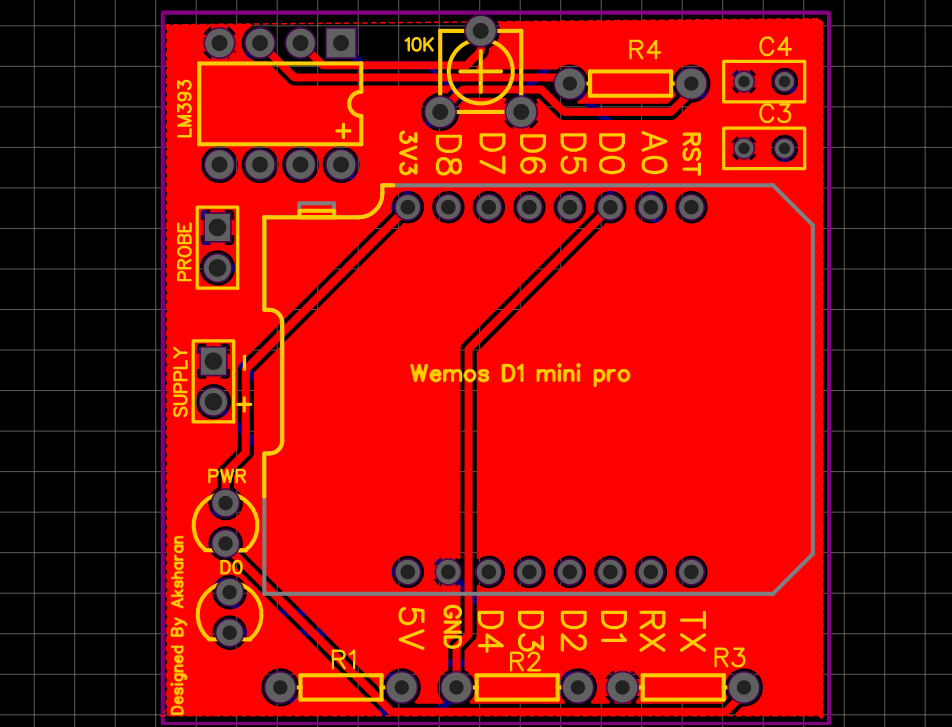 10K
R4
C4
LM393
+
C3
3V3
D8
D7
D6
D5
D0
A0
RST
PROBE
SUPPLY
-
+
Wemos D1 mini pro
PWR
DO
Designed By Aksharan
5V
GND
D4
D3
D2
D1
RX
TX
R1
R2
R3